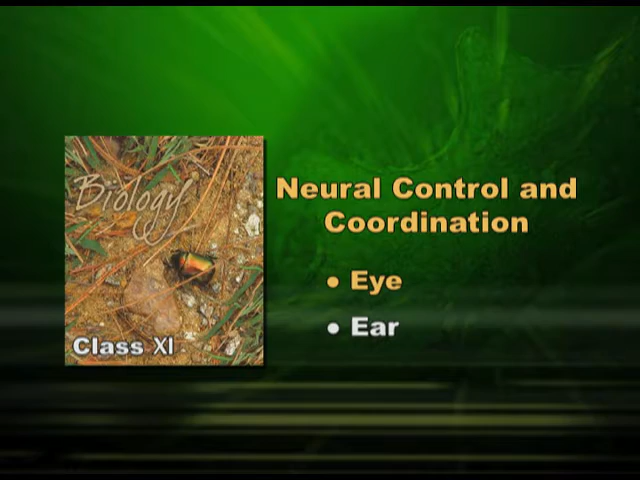 Biology
Class XI
Neural Control and
Coordination
• Eye
• Ear